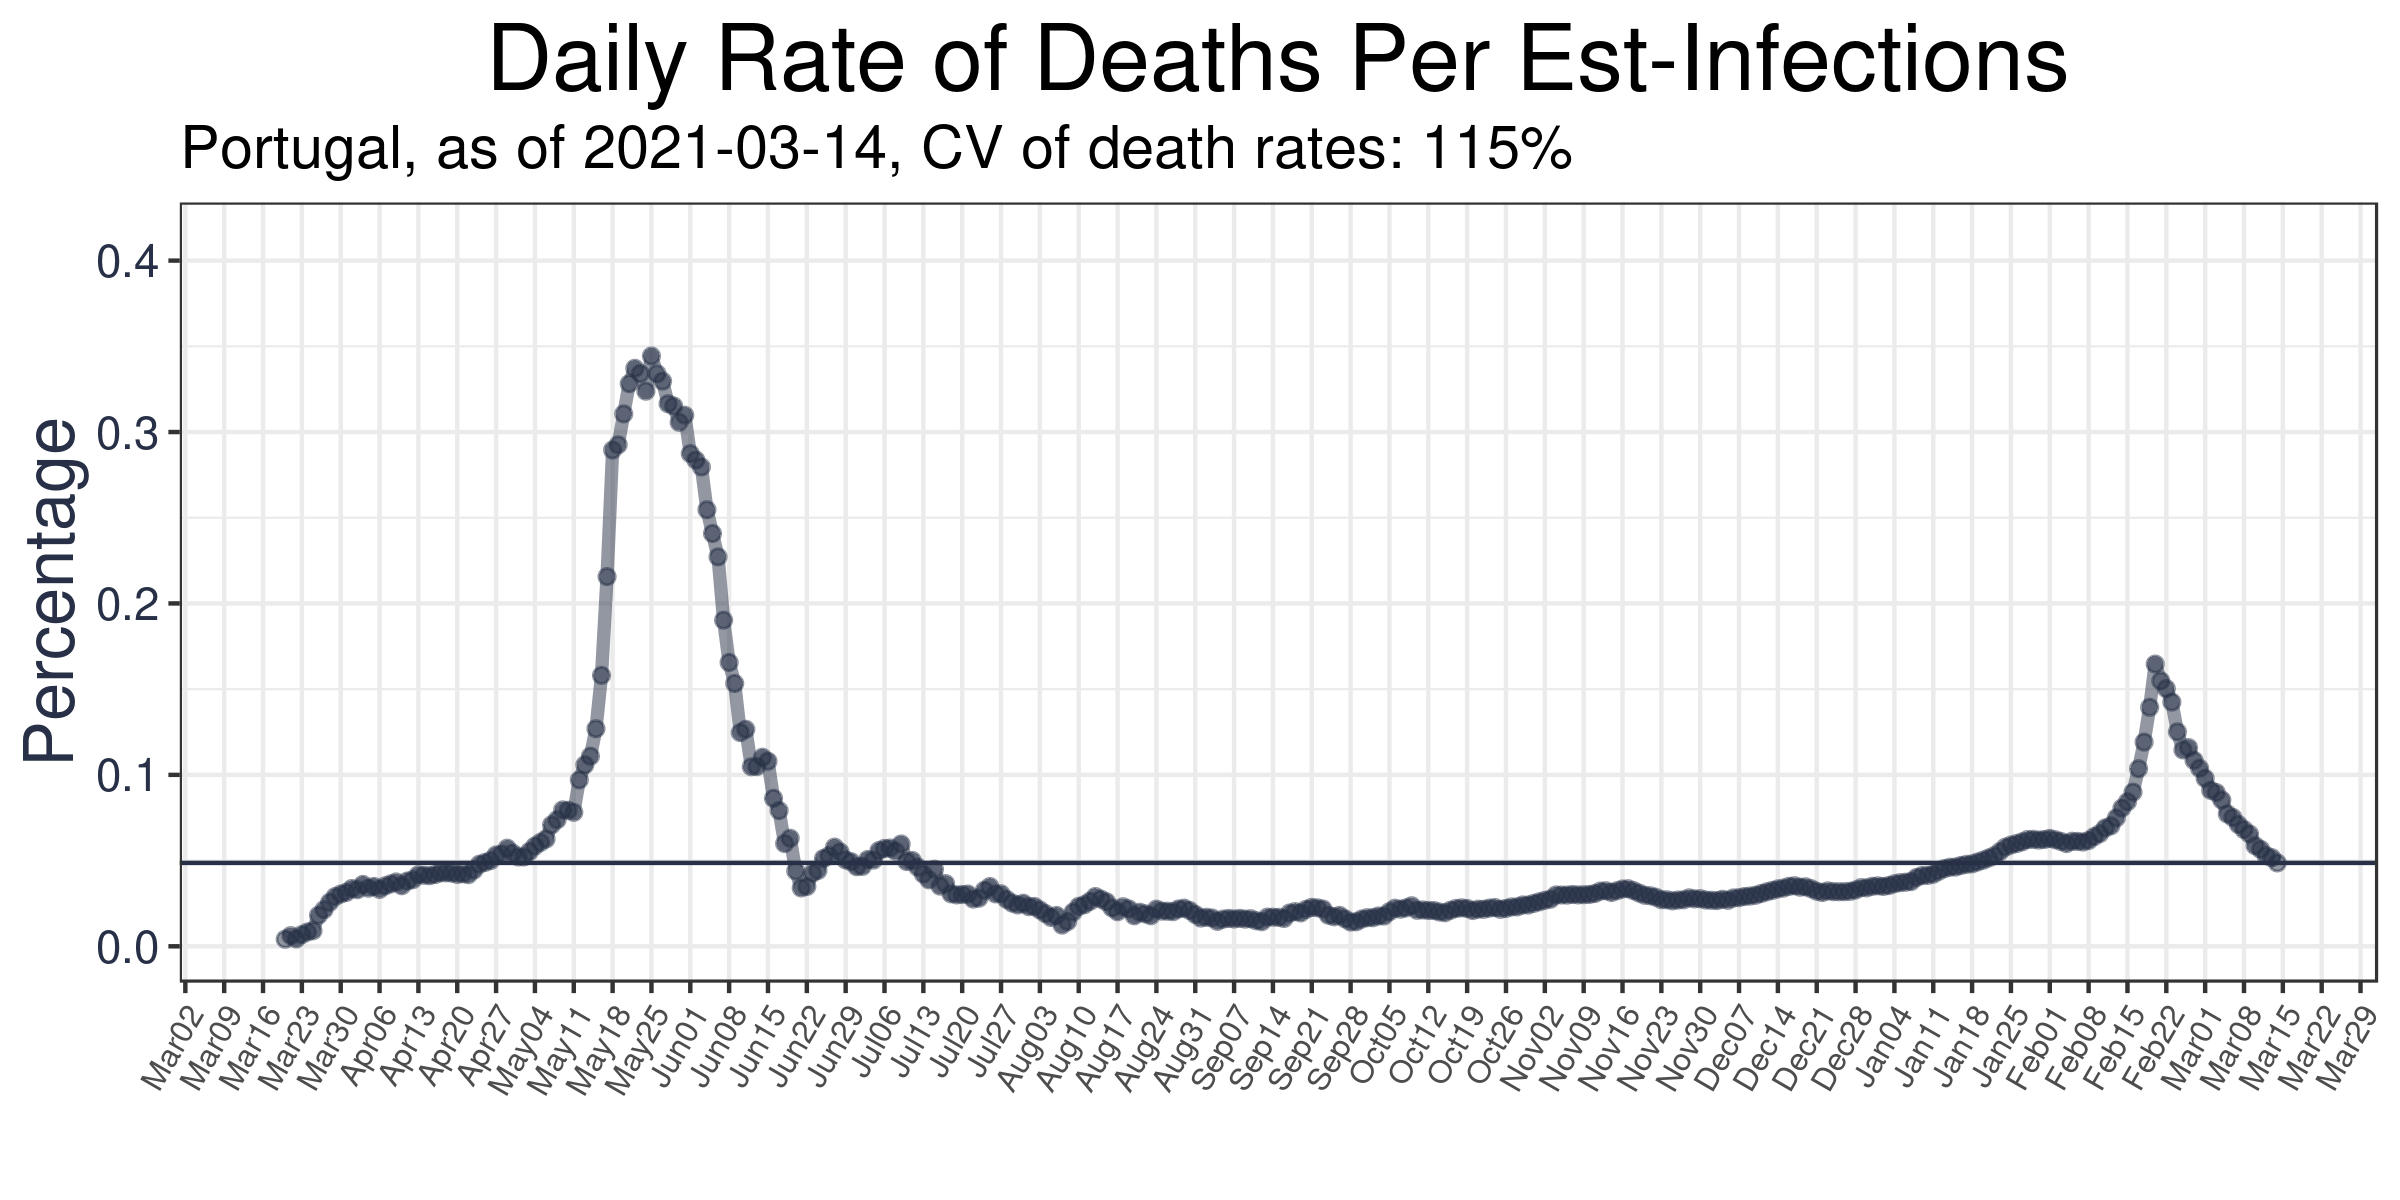 Daily Rate of Deaths Per Est-Infections
Portugal, as of 2021-03-14, CV of death rates: 115%
Percentage
0.4
0.3
0.2
0.1
0.0
Mar02 Mar09 Mar16 Mar23 Mar30 Apr06 Apr13 Apr20 Apr27 May04 May11 May18 May25 Jun01 Jun08 Jun15 Jun22 Jun29 Jul06 Jul13 Jul20 Jul27 Aug03 Aug10 Aug17 Aug24 Aug31 Sep07 Sep14 Sep21 Sep28 Oct05 Oct12 Oct19 Oct26 Nov02 Nov09 Nov16 Nov23 Nov30 Dec07 Dec14 Dec21 Dec28 Jan04 Jan11 Jan18 Jan25 Feb01 Feb08 Feb15 Feb22 Mar01 Mar08 Mar15 Mar22 Mar29